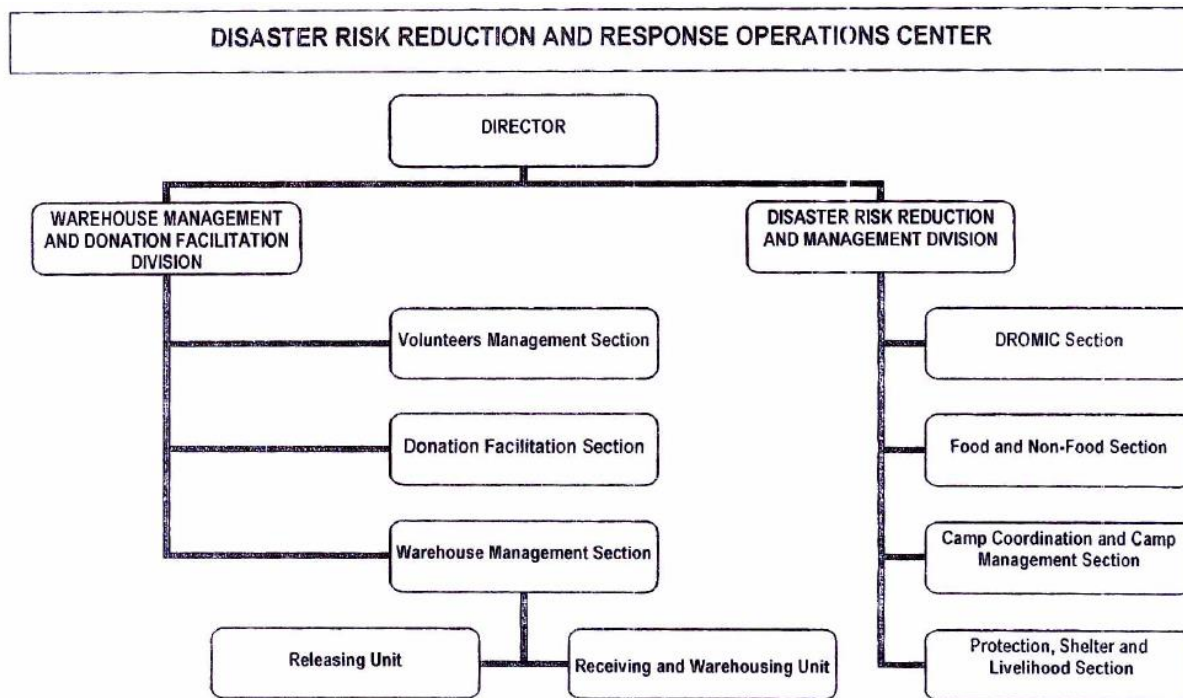 DISASTER RISK REDUCTION AND RESPONSE OPERATIONS CENTER
DIRECTOR
WAREHOUSE MANAGEMENT
AND DONATION FACILITATION
DIVISION
DISASTER RISK REDUCTION
AND MANAGEMENT DIVISION
Volunteers Management Section
Donation Facilitation Section
Warehouse Management Section
Releasing Unit
Receiving and Warehousing Unit
DROMIC Section
Food and Non-Food Section
Camp Coordination and Camp
Management Section
Protection, Shelter and
Livelihood Section